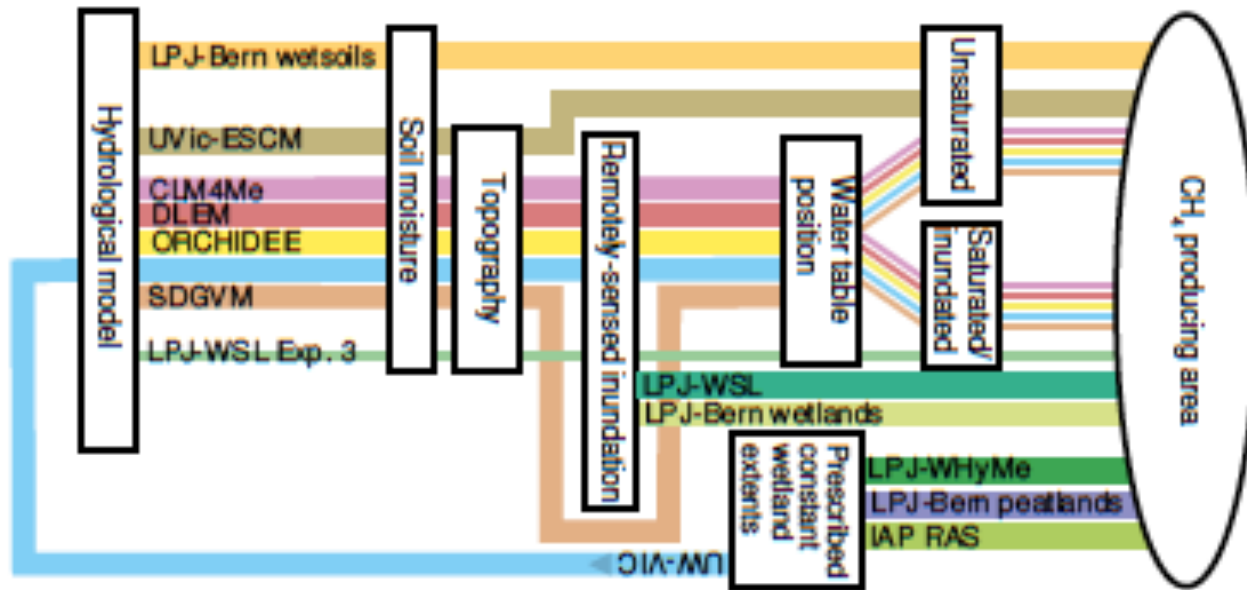 Hydrological model
LPJ-Bern wetsoils
UVic-ESCM
CLM4Me
DLEM
ORCHIDEE
SDGVM
LPJ-WSL Exp. 3
Soil moisture
Topography
Remotely-sensed inundation
LPJ-WSL
LPJ-Bern wetlands
Prescribed
constant
wetland
extents
UW-VIC
Water table
position
Unsaturated
Saturated/
inundated
LPJ-WHyMe
LPJ-Bern peatlands
IAP RAS
CH₄ producing area